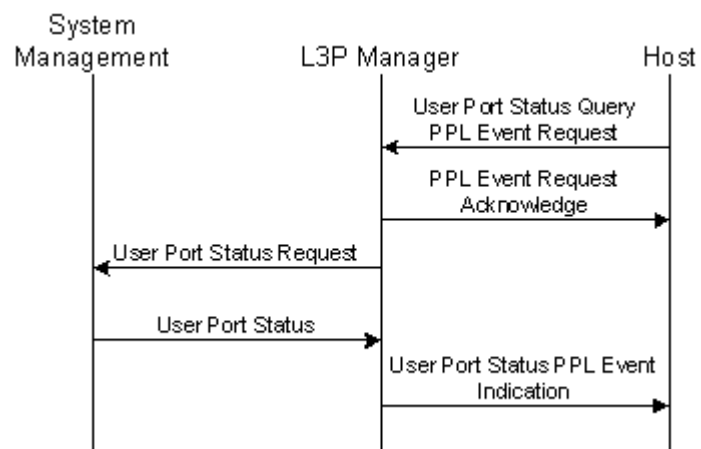 System
Management
L3P Manager
Host
User Port Status Query
PPL Event Request
PPL Event Request
Acknowledge
User Port Status Request
User Port Status
User Port Status PPL Event
Indication